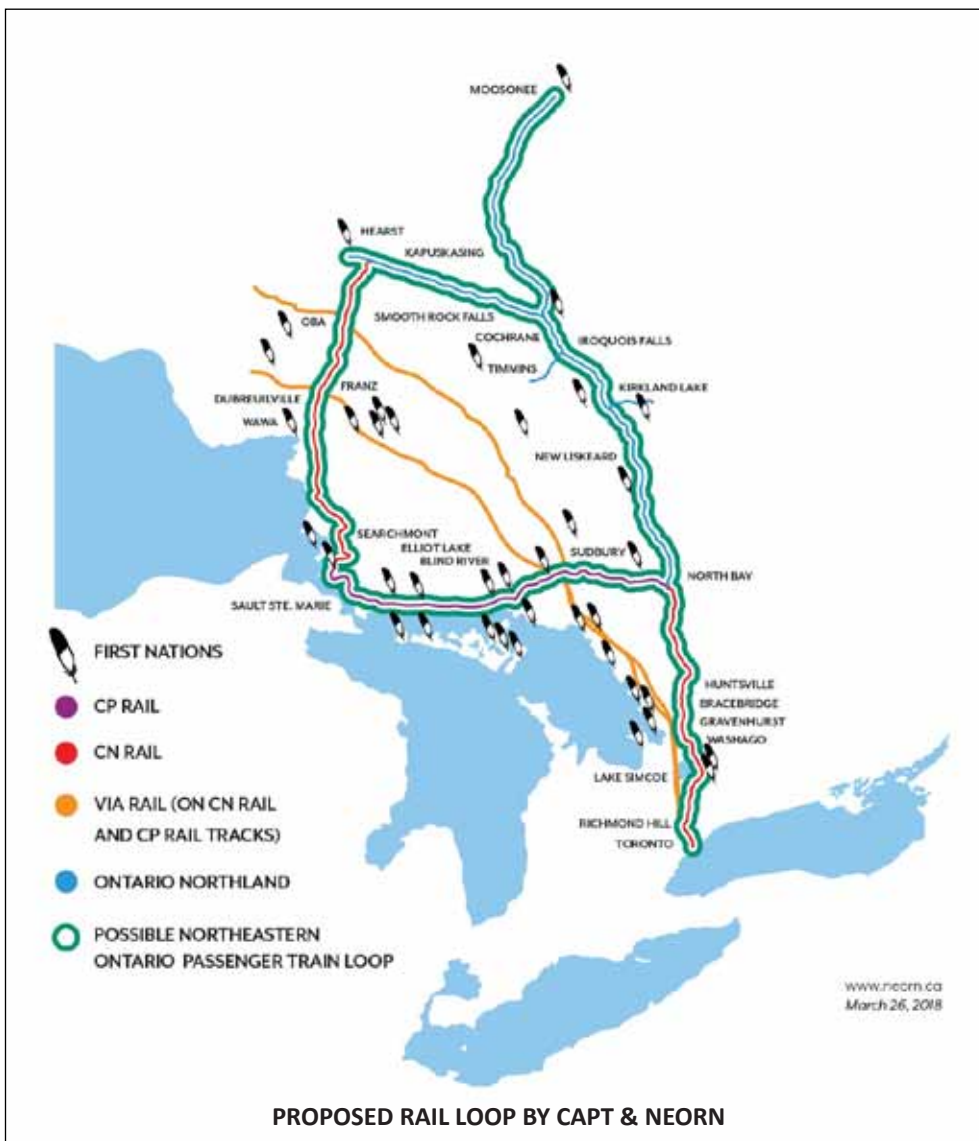 MOOSONEE
HEARST
KAPUSKASING
OBA
SMOOTH ROCK FALLS
COCHRANE
IROQUOIS FALLS
TIMMINS
FRANZ
KIRKLAND LAKE
DUBREUILVILLE
WAWA
NEW LISKEARD
SEARCHMONT
ELLIOT LAKE
BLIND RIVER
SUDBURY
NORTH BAY
SAULT STE. MARIE
FIRST NATIONS
CP RAIL
CN RAIL
VIA RAIL (ON CN RAIL
AND CP RAIL TRACKS)
ONTARIO NORTHLAND
POSSIBLE NORTHEASTERN
ONTARIO PASSENGER TRAIN LOOP
HUNTSVILLE
BRACEBRIDGE
GRAVENHURST
WASHAGO
LAKE SIMCOE
RICHMOND HILL
TORONTO
www.neorn.ca
March 26, 2018
PROPOSED RAIL LOOP BY CAPT & NEORN